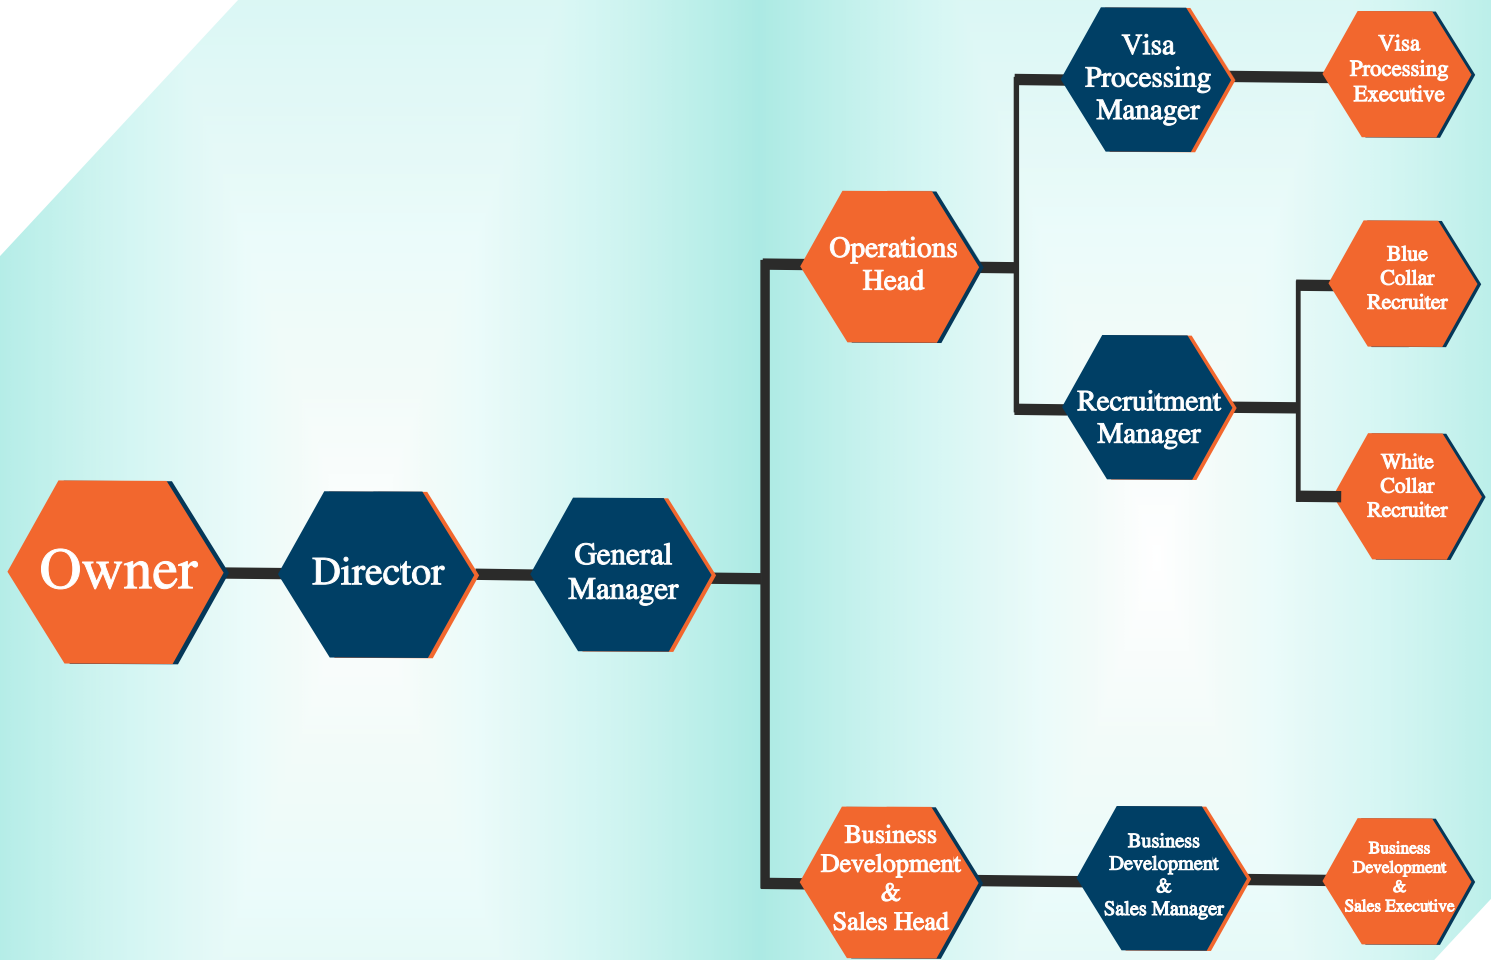 Owner
Director
General
Manager
Operations
Head
Visa
Processing
Manager
Visa
Processing
Executive
Recruitment
Manager
Blue
Collar
Recruiter
White
Collar
Recruiter
Business
Development
&
Sales Head
Business
Development
&
Sales Manager
Business
Development
&
Sales Executive